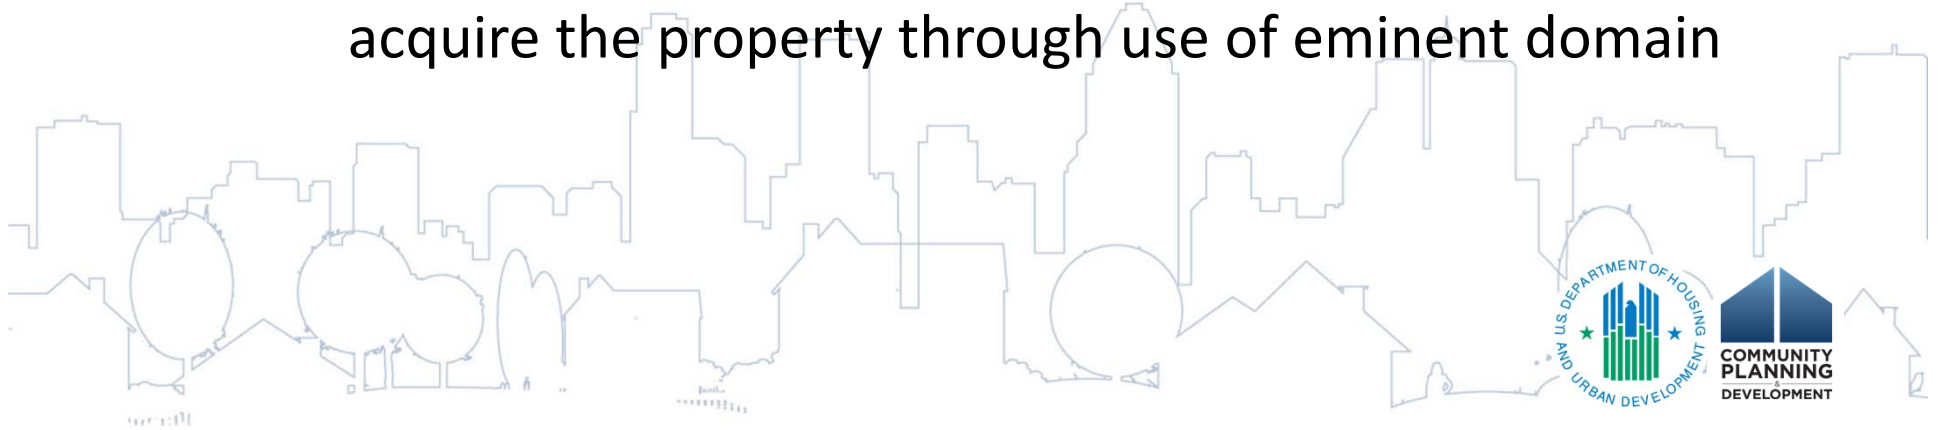 acquire the property through use of eminent domain
U.S. DEPARTMENT OF HOUSING
AND URBAN DEVELOPMENT
COMMUNITY
PLANNING
&
DEVELOPMENT